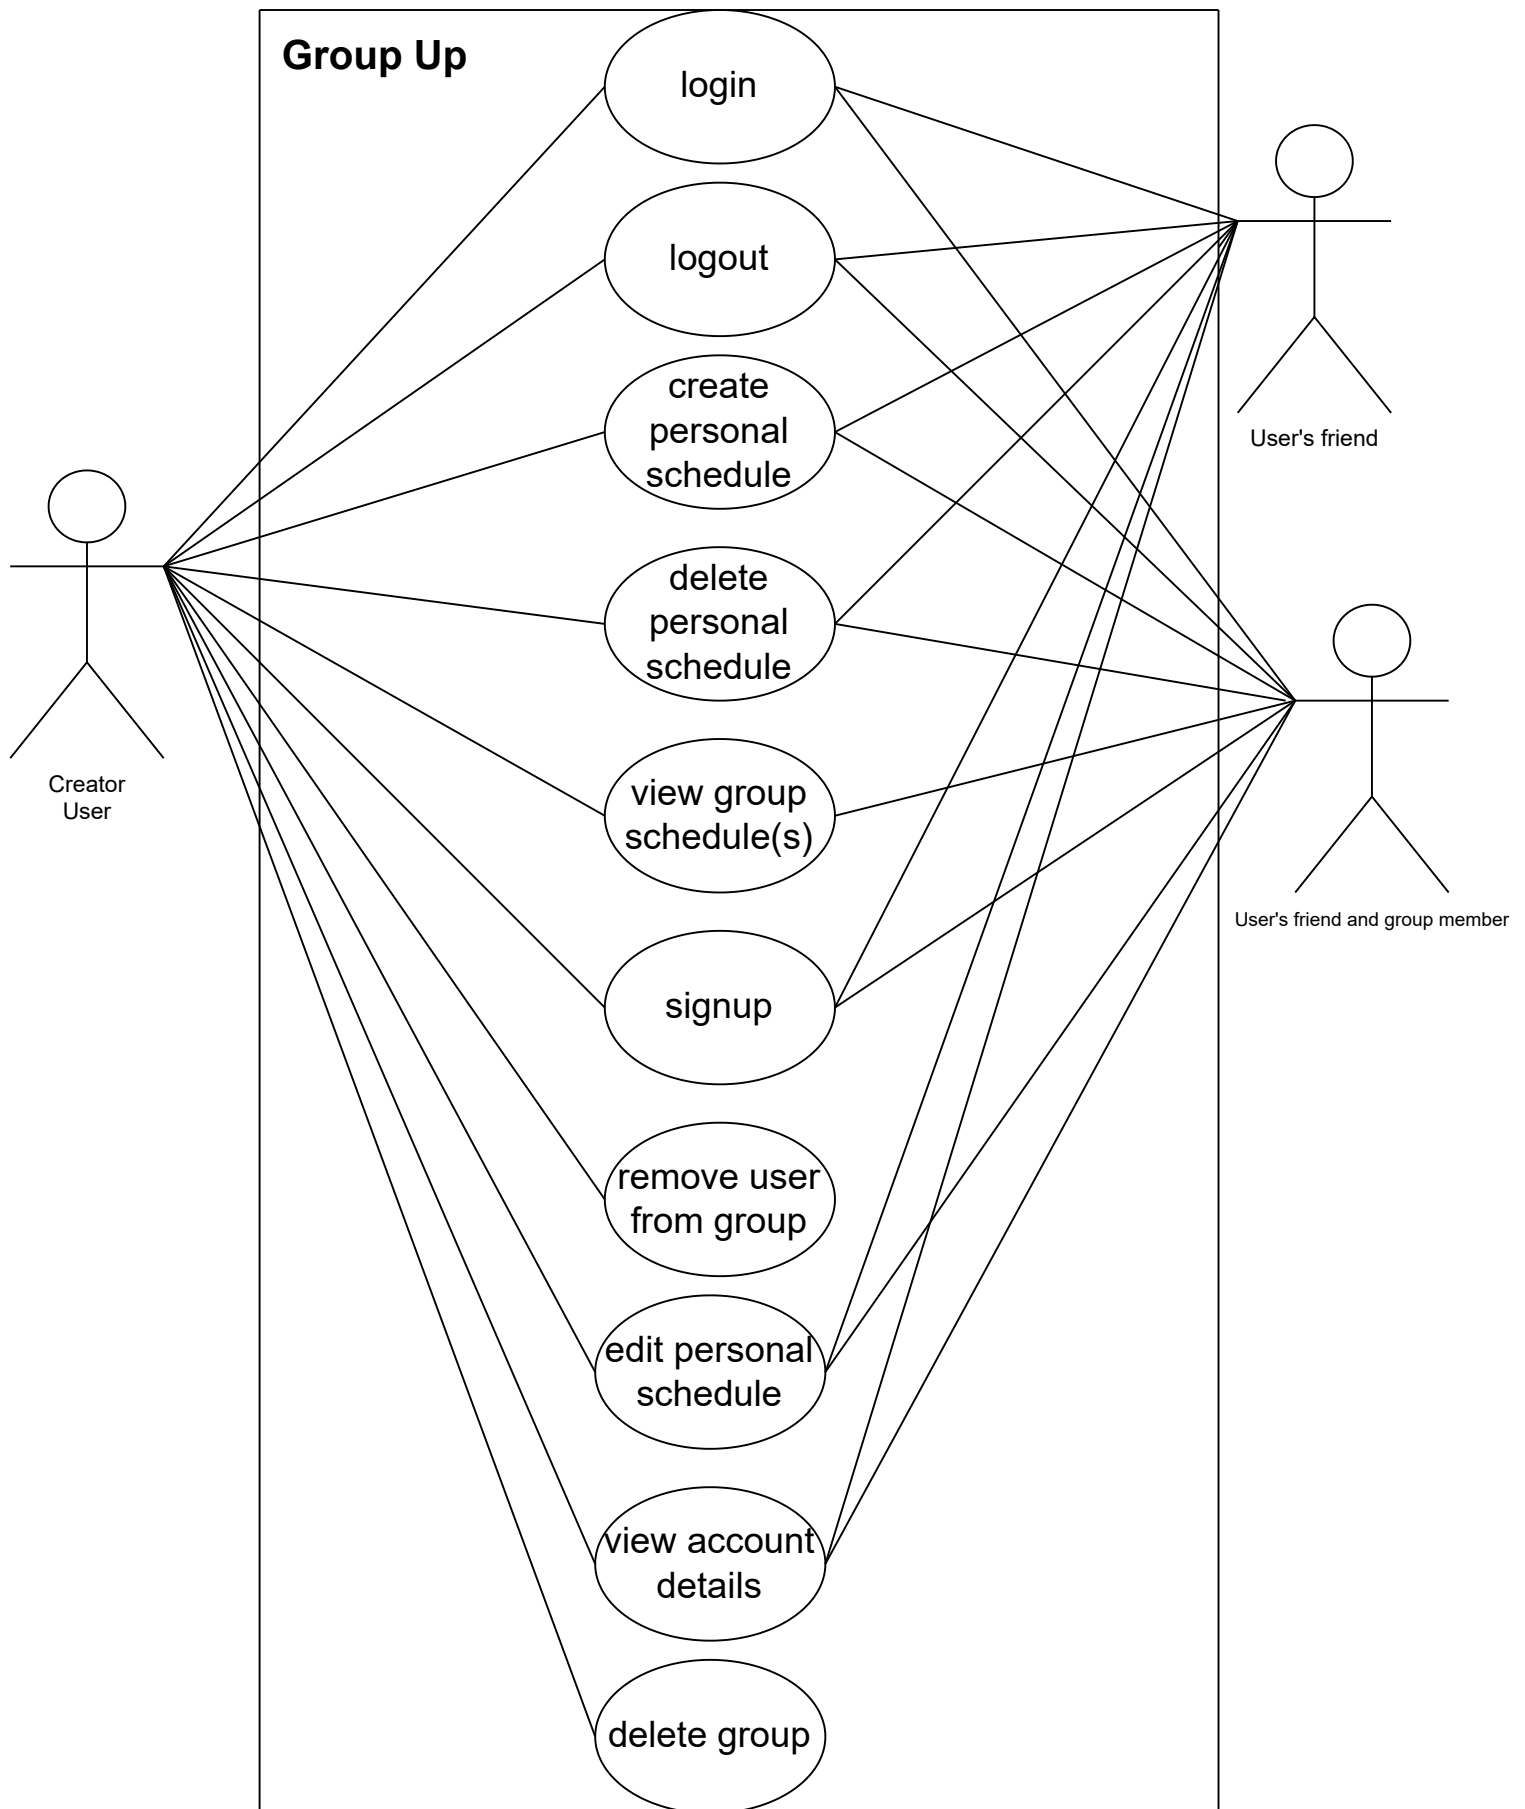 Group Up
login
logout
create
personal
schedule
User's friend
delete
personal
schedule
Creator
User
view group
schedule(s)
User's friend and group member
signup
remove user
from group
edit personal
schedule
view account
details
delete group